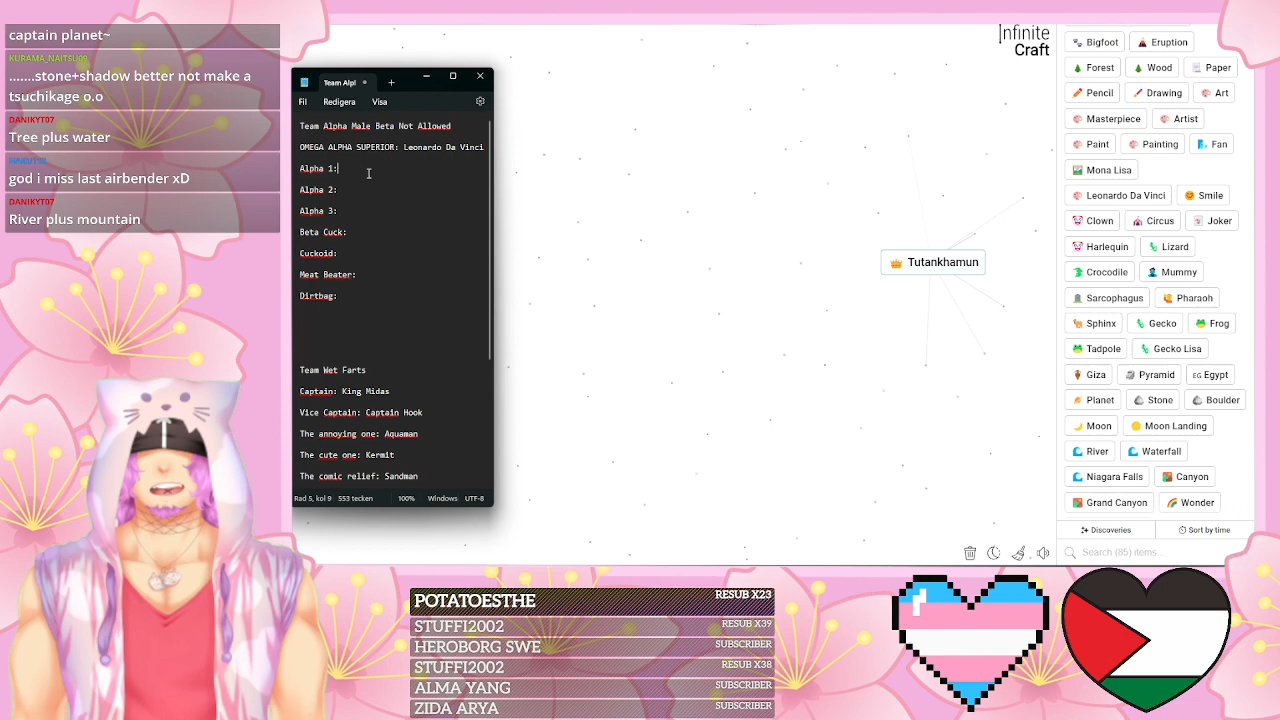 captain planet~
KURAMA_NAITSU09
.......stone+shadow better not make a
tsuchikage o.o
DANIKYT07
Tree plus water
god i miss last airbender xD
DANIKYT07
River plus mountain
Team Alpl
Fil
Redigera
Visa
Team Alpha Male Beta Not Allowed
OMEGA ALPHA SUPERIOR: Leonardo Da Vinci
Alpha 1:
Alpha 2:
Alpha 3:
Beta Cuck:
Cuckoid:
Meat Beater:
Dirtbag:
Team Wet Farts
Captain: King Midas
Vice Captain: Captain Hook
The annoying one: Aquaman
The cute one: Kermit
The comic relief: Sandman
Rad 5, kol 9
553 tecken
100%
Windows
UTF-8
Tutankhamun
Infinite
Craft
Bigfoot
Eruption
Forest
Wood
Paper
Pencil
Drawing
Art
Masterpiece
Artist
Paint
Painting
Fan
Mona Lisa
Leonardo Da Vinci
Smile
Clown
Circus
Joker
Harlequin
Lizard
Crocodile
Mummy
Sarcophagus
Pharaoh
Sphinx
Gecko
Frog
Tadpole
Gecko Lisa
Giza
Pyramid
EG Egypt
Planet
Stone
Boulder
Moon
Moon Landing
River
Waterfall
Niagara Falls
Canyon
Grand Canyon
Wonder
Discoveries
Sort by time
Search (85) items...
POTATOESTHE RESUB X23
STUFFI2002 RESUB X39
HEROBORG SWE SUBSCRIBER
STUFFI2002 RESUB X38
ALMA YANG SUBSCRIBER
ZIDA ARYA SUBSCRIBER